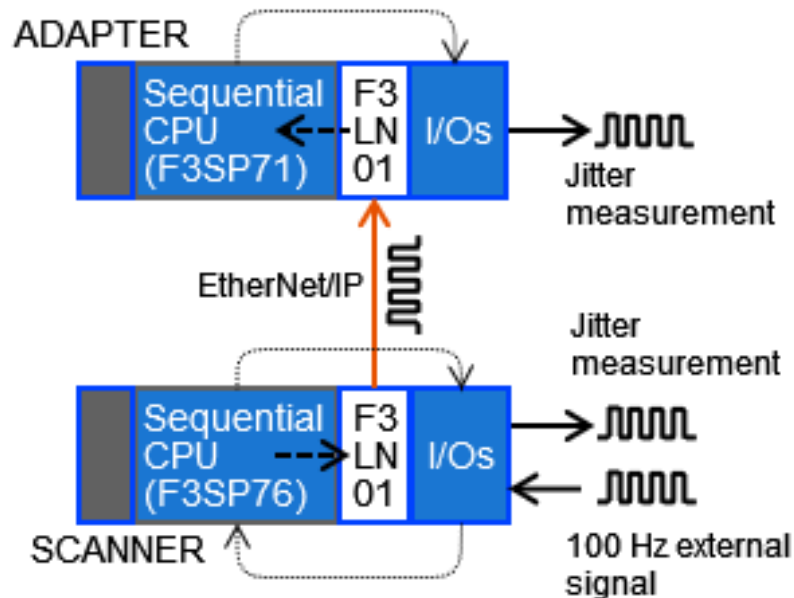 ADAPTER
Sequential
CPU
(F3SP71)
F3
LN
01
I/Os
Jitter
measurement
EtherNet/IP
Jitter
measurement
Sequential
CPU
(F3SP76)
F3
LN
01
I/Os
SCANNER
100 Hz external
signal